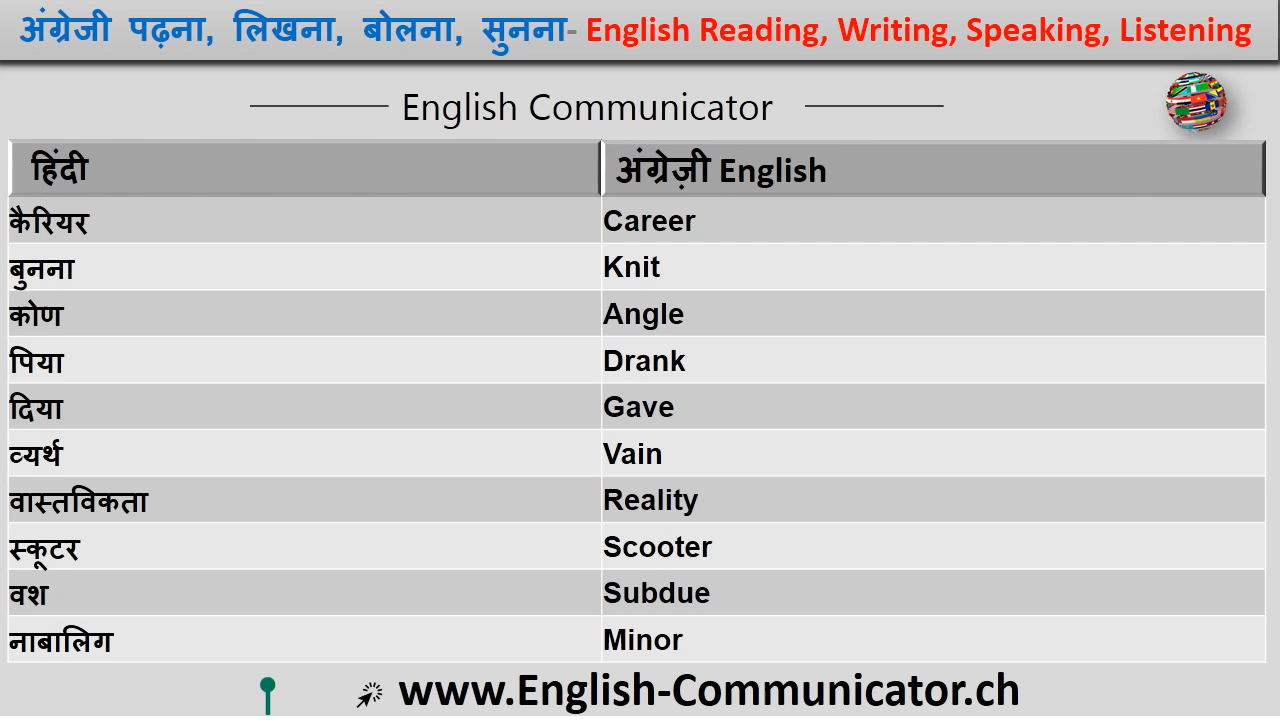 अंग्रेजी पढ़ना, लिखना, बोलना, सुनना- English Reading, Writing, Speaking, Listening
English Communicator
हिंदी अंग्रेज़ी English
कैरियर Career
बुनना Knit
कोण Angle
पिया Drank
दिया Gave
व्यर्थ Vain
वास्तविकता Reality
स्कूटर Scooter
वश Subdue
नाबालिग Minor
www.English-Communicator.ch